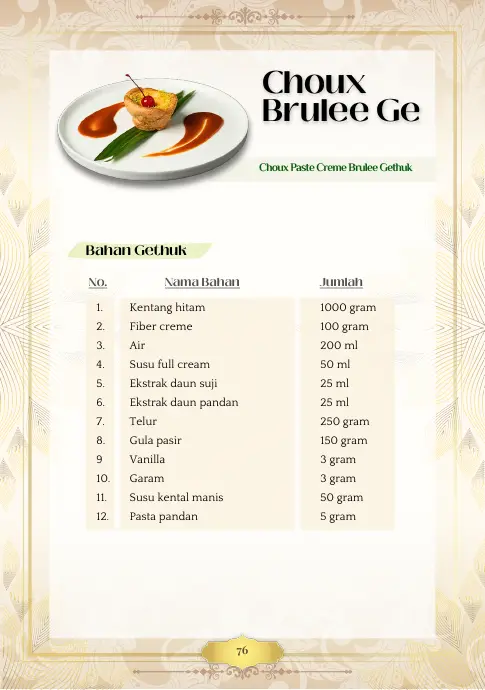 Choux
Brulee Ge
Choux Paste Creme Brulee Gethuk
Bahan Gethuk
No. Nama Bahan Jumlah
1. Kentang hitam 1000 gram
2. Fiber creme 100 gram
3. Air 200 ml
4. Susu full cream 50 ml
5. Ekstrak daun suji 25 ml
6. Ekstrak daun pandan 25 ml
7. Telur 250 gram
8. Gula pasir 150 gram
9 Vanilla 3 gram
10. Garam 3 gram
11. Susu kental manis 50 gram
12. Pasta pandan 5 gram
76